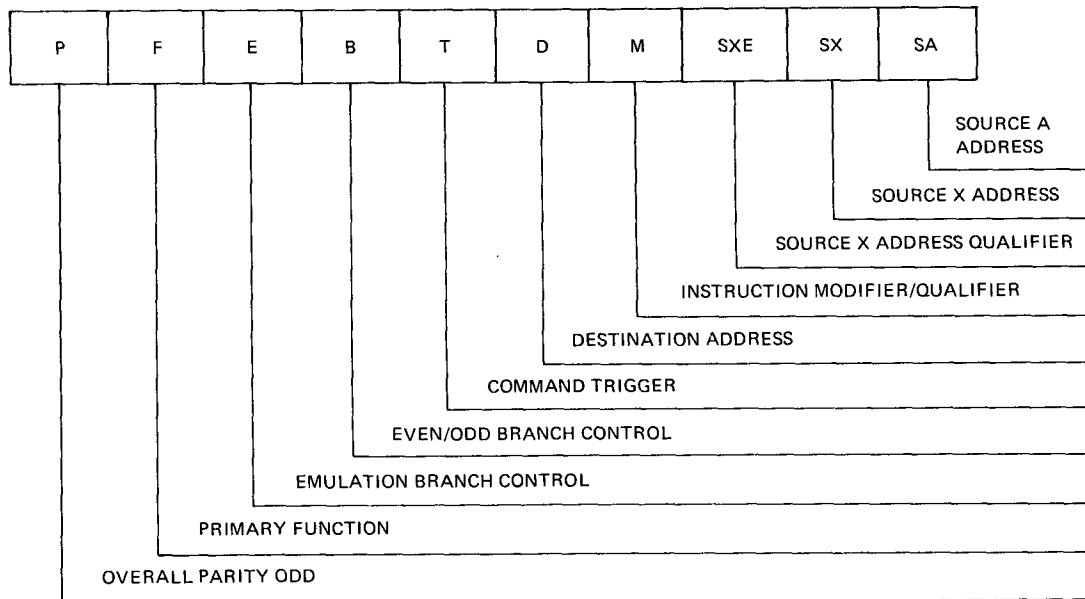 P F E B T D M SXE SX SA
SOURCE A
ADDRESS
SOURCE X ADDRESS
SOURCE X ADDRESS QUALIFIER
INSTRUCTION MODIFIER/QUALIFIER
DESTINATION ADDRESS
COMMAND TRIGGER
EVEN/ODD BRANCH CONTROL
EMULATION BRANCH CONTROL
PRIMARY FUNCTION
OVERALL PARITY ODD